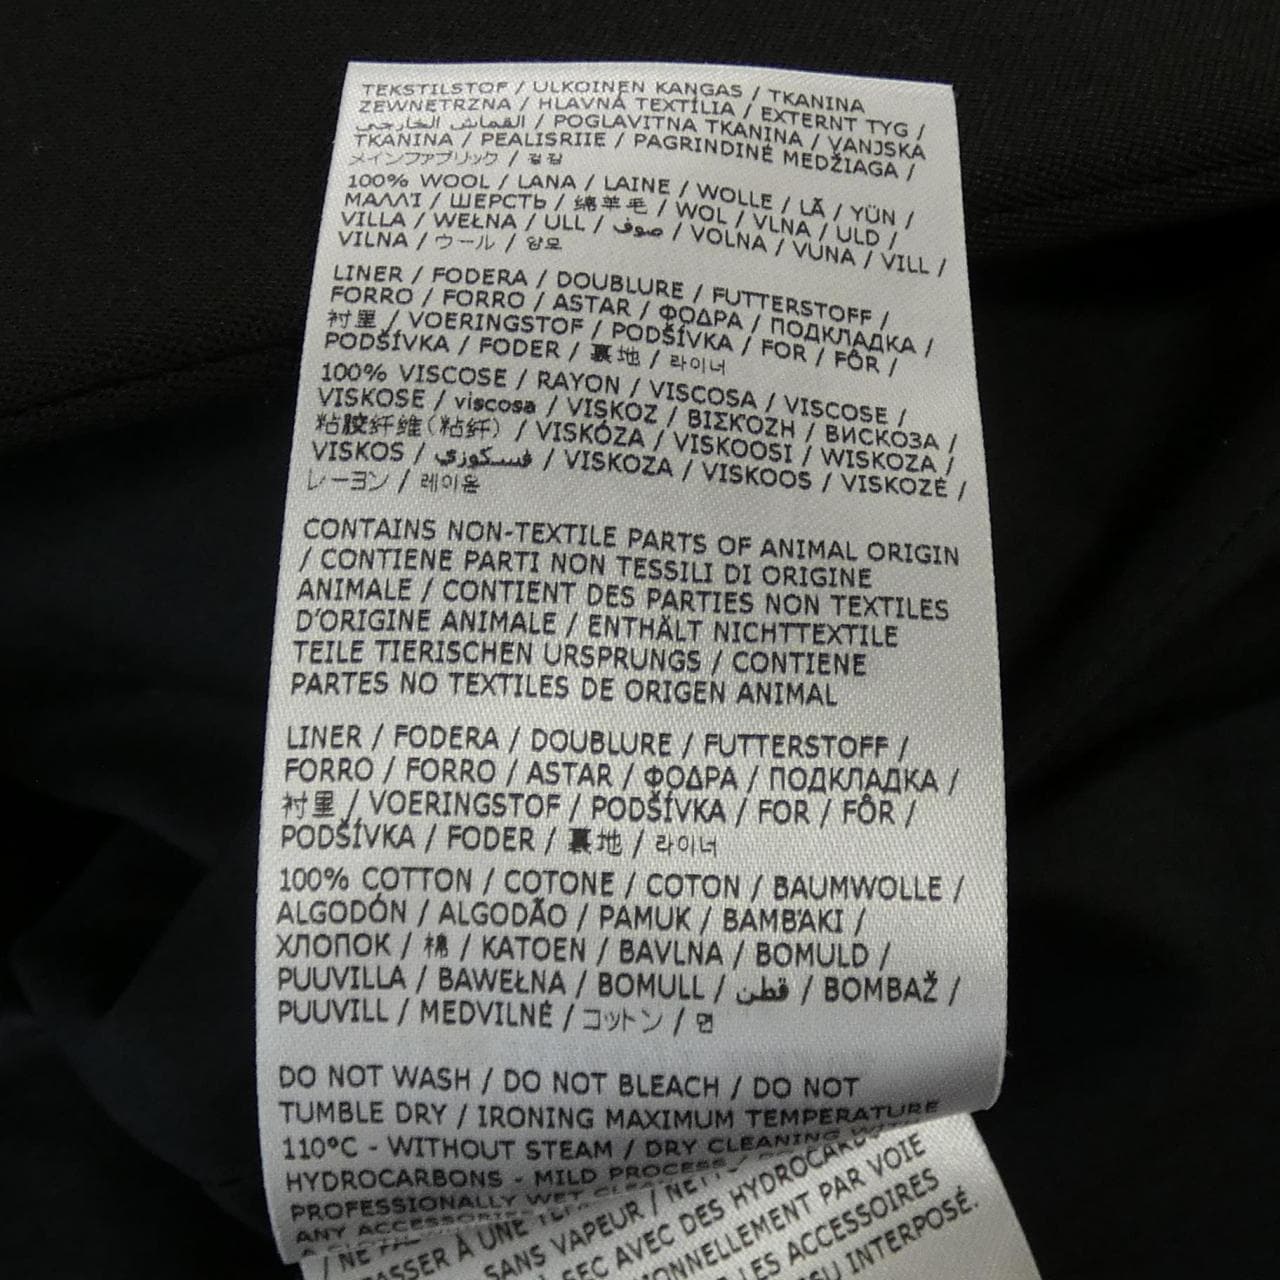 TEKSTILSTOF / ULKOINEN KANGAS / TKANINA
ZEWNETRZNA / HLAVNÁ TEXTÍLIA / EXTERNT TYG /
القماش الخارجي / POGLAVITNA TKANINA / VANJSKA
TKANINA / PEALISRIIE / PAGRINDINĖ MEDŽIAGA /
メインファブリック / 겉감
100% WOOL / LANA / LAINE / WOLLE / LÃ / YÜN /
ΜΑΛΛΊ / ШЕРСТЬ / 绵羊毛 / WOL / VLNA / ULD /
VILLA / WEŁNA / ULL / صوف / VOLNA / VUNA / VILL /
VILNA / ウール / 양모
LINER / FODERA / DOUBLURE / FUTTERSTOFF /
FORRO / FORRO / ASTAR / ΦΟΔΡΑ / ПОДКЛАДКА /
衬里 / VOERINGSTOF / PODŠÍVKA / FOR / FÔR /
PODŠÍVKA / FODER / 裏地 / 라이너
100% VISCOSE / RAYON / VISCOSA / VISCOSE /
VISKOSE / viscosa / VISKOZ / ΒΙΣΚΌΖΗ / ВИСКОЗА /
粘胶纤维(粘纤) / VISKÓZA / VISKOOSI / WISKOZA /
VISKOS / فسكوزي / VISKOZA / VISKOOS / VISKOZĖ /
レーヨン / 레이온
CONTAINS NON-TEXTILE PARTS OF ANIMAL ORIGIN
/ CONTIENE PARTI NON TESSILI DI ORIGINE
ANIMALE / CONTIENT DES PARTIES NON TEXTILES
D'ORIGINE ANIMALE / ENTHÄLT NICHTTEXTILE
TEILE TIERISCHEN URSPRUNGS / CONTIENE
PARTES NO TEXTILES DE ORIGEN ANIMAL
LINER / FODERA / DOUBLURE / FUTTERSTOFF /
FORRO / FORRO / ASTAR / ΦΟΔΡΑ / ПОДКЛАДКА /
衬里 / VOERINGSTOF / PODŠÍVKA / FOR / FÔR /
PODŠÍVKA / FODER / 裏地 / 라이너
100% COTTON / COTONE / COTON / BAUMWOLLE /
ALGODÓN / ALGODÃO / PAMUK / ΒΑΜΒΆΚΙ /
ХЛОПОК / 棉 / KATOEN / BAVLNA / BOMULD /
PUUVILLA / BAWEŁNA / BOMULL / قطن / BOMBAŽ /
PUUVILL / MEDVILNĖ / コットン / 면
DO NOT WASH / DO NOT BLEACH / DO NOT
TUMBLE DRY / IRONING MAXIMUM TEMPERATURE
110°C - WITHOUT STEAM / DRY CLEANING WITH
HYDROCARBONS - MILD PROCESS /
PROFESSIONALLY WET
ANY ACCESSORIES
/ NE
À UNE
SANS VAPEUR /
SEC AVEC DES
PAR VOIE
LES ACCESSOIRES
INTERPOSÉ.